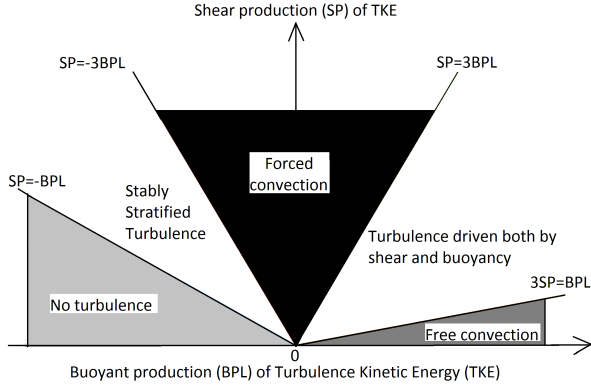 Shear production (SP) of TKE
SP=-3BPL
SP=3BPL
Forced
convection
SP=-BPL
Stably
Stratified
Turbulence
Turbulence driven both by
shear and buoyancy
3SP=BPL
No turbulence
Free convection
0
Buoyant production (BPL) of Turbulence Kinetic Energy (TKE)